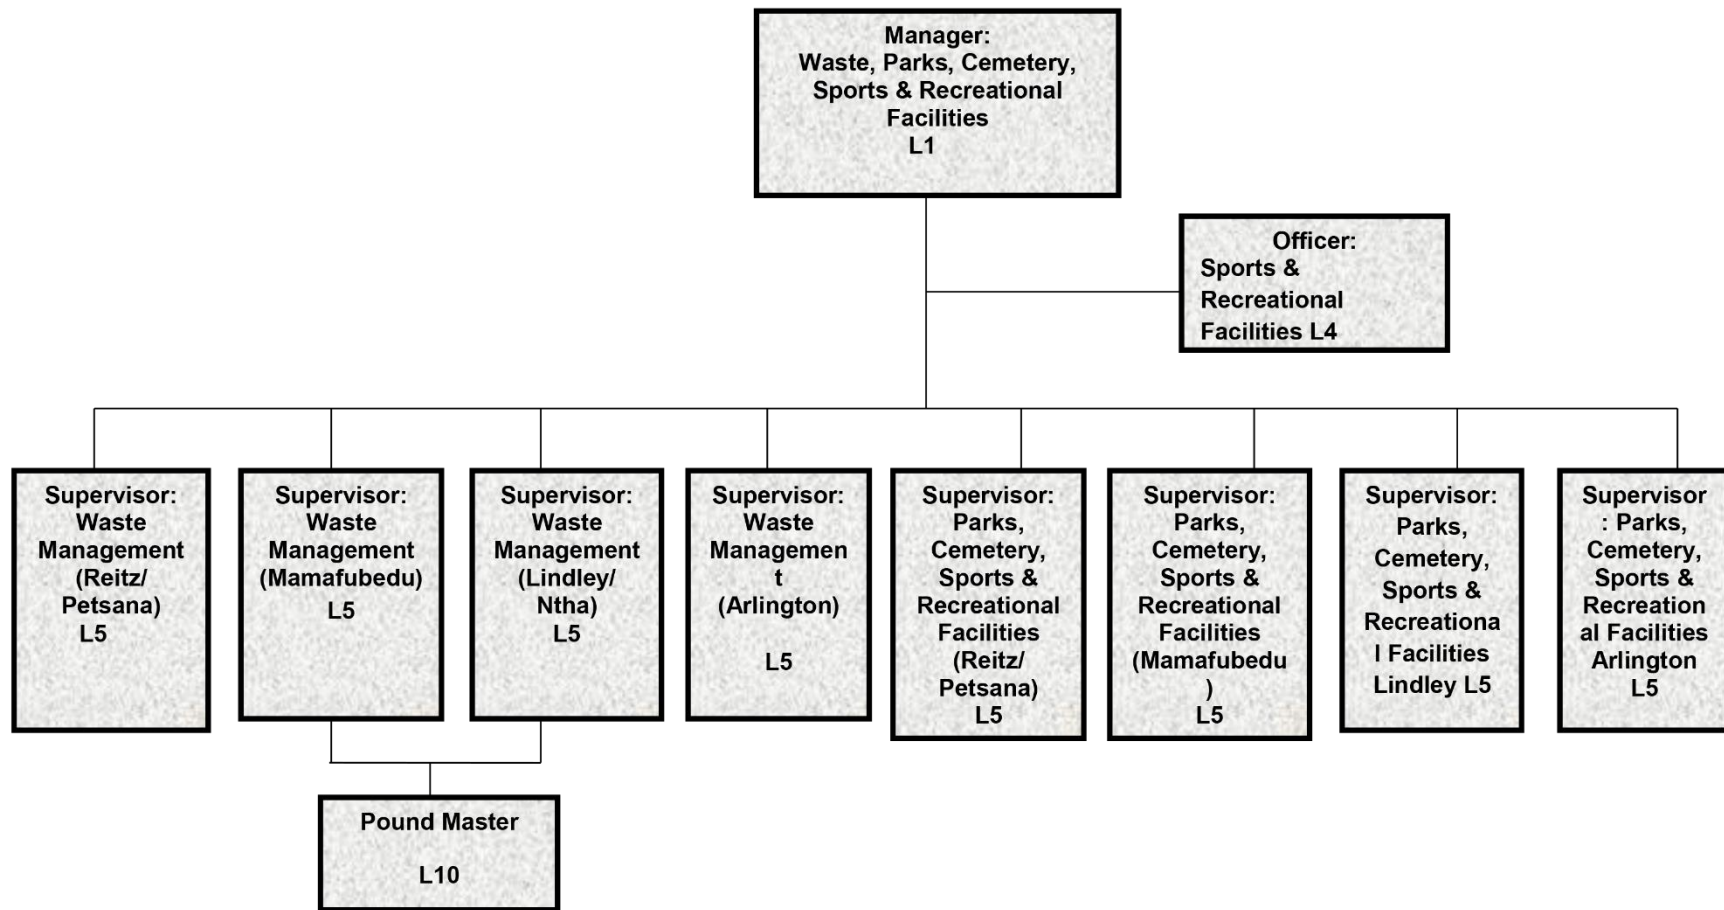 Manager:
Waste, Parks, Cemetery,
Sports & Recreational
Facilities
L1
Officer:
Sports &
Recreational
Facilities L4
Supervisor:
Waste
Management
(Reitz/
Petsana)
L5
Supervisor:
Waste
Management
(Mamafubedu)
L5
Supervisor:
Waste
Management
(Lindley/
Ntha)
L5
Supervisor:
Waste
Managemen
t
(Arlington)
L5
Supervisor:
Parks,
Cemetery,
Sports &
Recreational
Facilities
(Reitz/
Petsana)
L5
Supervisor:
Parks,
Cemetery,
Sports &
Recreational
Facilities
(Mamafubedu
)
L5
Supervisor:
Parks,
Cemetery,
Sports &
Recreationa
l Facilities
Lindley L5
Supervisor
: Parks,
Cemetery,
Sports &
Recreation
al Facilities
Arlington
L5
Pound Master
L10